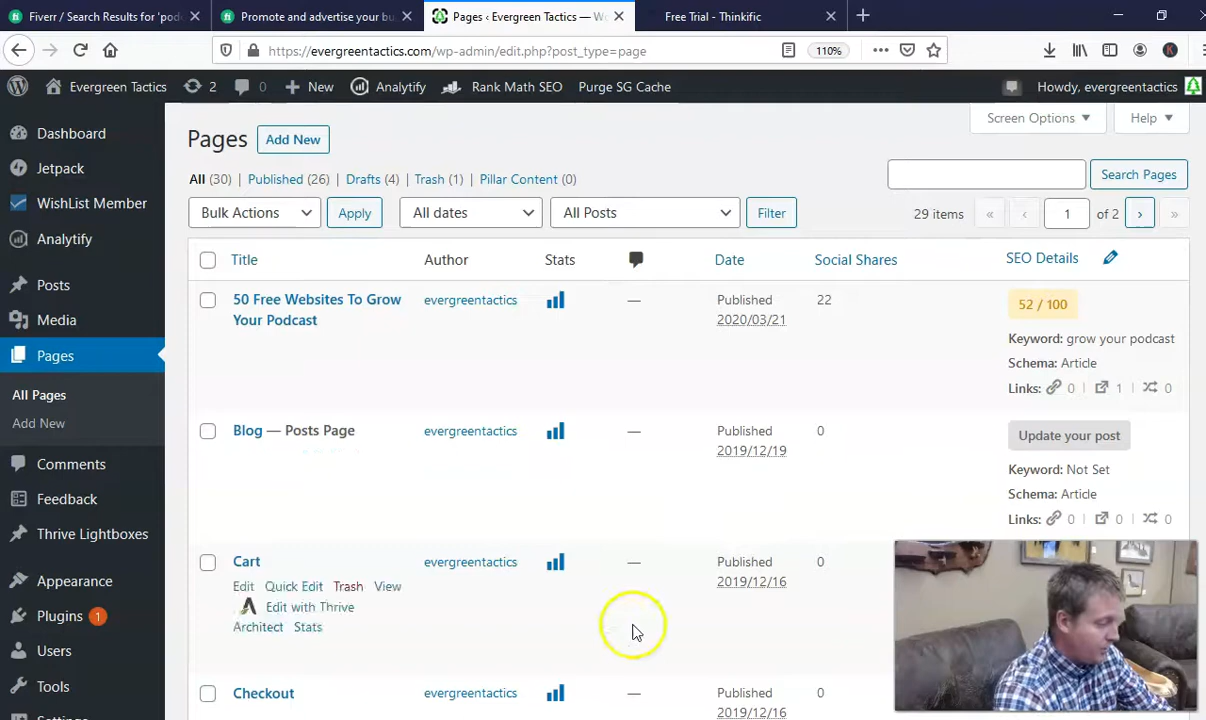 Fiverr / Search Results for 'pod
Promote and advertise your bu
Pages ‹ Evergreen Tactics — Wo
Free Trial - Thinkific
https://evergreentactics.com/wp-admin/edit.php?post_type=page
110%
K
Evergreen Tactics
2
0
New
Analytify
Rank Math SEO
Purge SG Cache
Howdy, evergreentactics
Dashboard
Jetpack
WishList Member
Analytify
Posts
Media
Pages
All Pages
Add New
Comments
Feedback
Thrive Lightboxes
Appearance
Plugins 1
Users
Tools
Pages
Add New
Screen Options
Help
All (30) | Published (26) | Drafts (4) | Trash (1) | Pillar Content (0)
Search Pages
Bulk Actions
Apply
All dates
All Posts
Filter
29 items « ‹ 1 of 2 › »
Title
Author
Stats
Date
Social Shares
SEO Details
50 Free Websites To Grow
Your Podcast
evergreentactics
—
Published
2020/03/21
22
52 / 100
Keyword: grow your podcast
Schema: Article
Links: 0 | 1 | 0
Blog — Posts Page
evergreentactics
—
Published
2019/12/19
0
Update your post
Keyword: Not Set
Schema: Article
Links: 0 | 0 | 0
Cart
Edit Quick Edit Trash View
Edit with Thrive
Architect Stats
evergreentactics
—
Published
2019/12/16
0
Checkout
evergreentactics
—
Published
2019/12/16
0